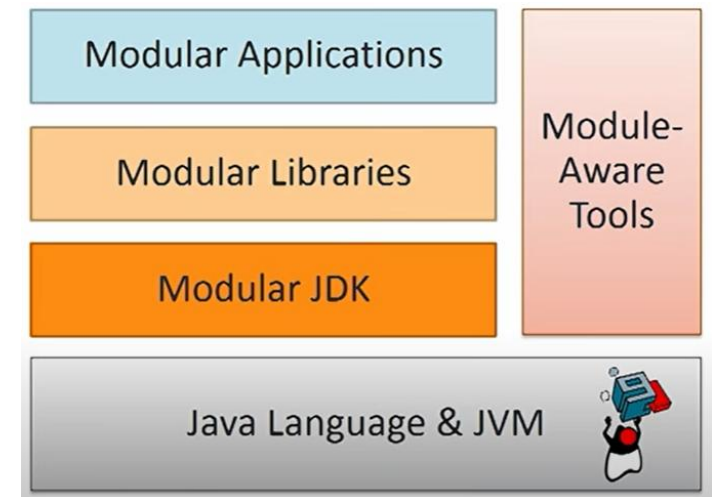 Modular Applications
Modular Libraries
Modular JDK
Module-
Aware
Tools
Java Language & JVM